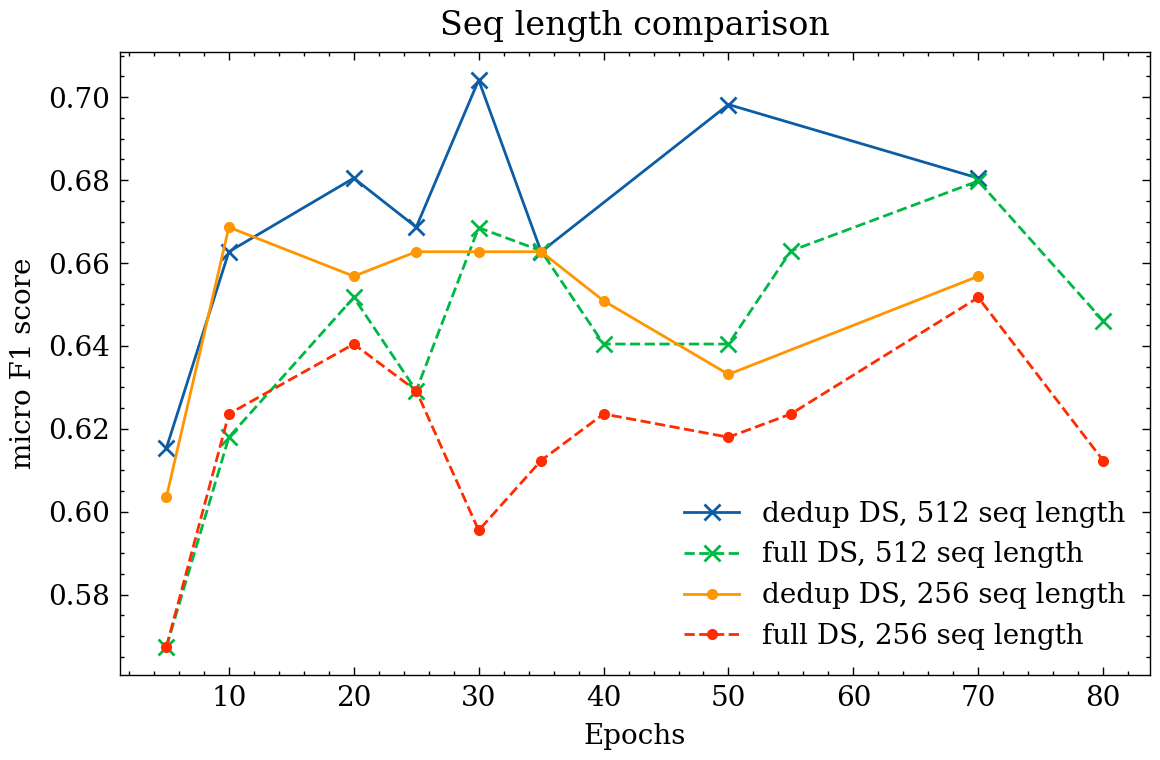 Seq length comparison
0.70
0.68
0.66
0.64
0.62
0.60
0.58
micro F1 score
dedup DS, 512 seq length
full DS, 512 seq length
dedup DS, 256 seq length
full DS, 256 seq length
10 20 30 40 50 60 70 80
Epochs